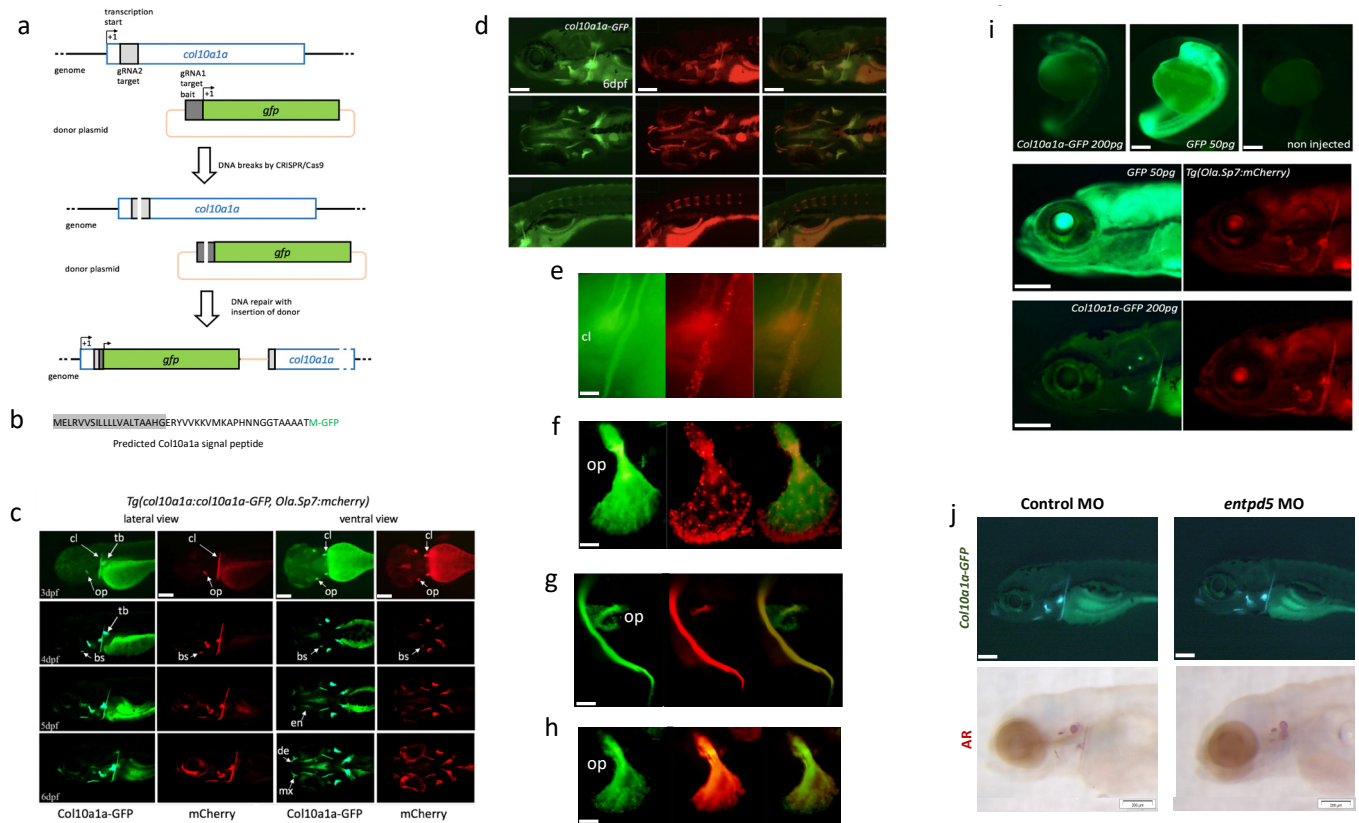 a
transcription
start
+1
col10a1a
genome
gRNA2
target
gRNA1
target
bait
+1
gfp
donor plasmid
DNA breaks by CRISPR/Cas9
col10a1a
genome
gfp
donor plasmid
DNA repair with
insertion of donor
+1
gfp
col10a1a
genome
b
MELRVVSILLLLVALTAAHGERYVVKKVMKAPHNNGGTAAAATM-GFP
Predicted Col10a1a signal peptide
c
Tg(col10a1a:col10a1a-GFP, Ola.Sp7:mcherry)
lateral view
ventral view
cl
tb
cl
cl
3dpf
op
op
op
op
tb
4dpf
bs
bs
bs
bs
5dpf
en
de
mx
6dpf
Col10a1a-GFP
mCherry
Col10a1a-GFP
mCherry
d
col10a1a-GFP
6dpf
e
cl
f
op
g
op
h
op
i
Col10a1a-GFP 200pg
GFP 50pg
non injected
GFP 50pg
Tg(Ola.Sp7:mCherry)
Col10a1a-GFP 200pg
j
Control MO
entpd5 MO
Col10a1a-GFP
AR